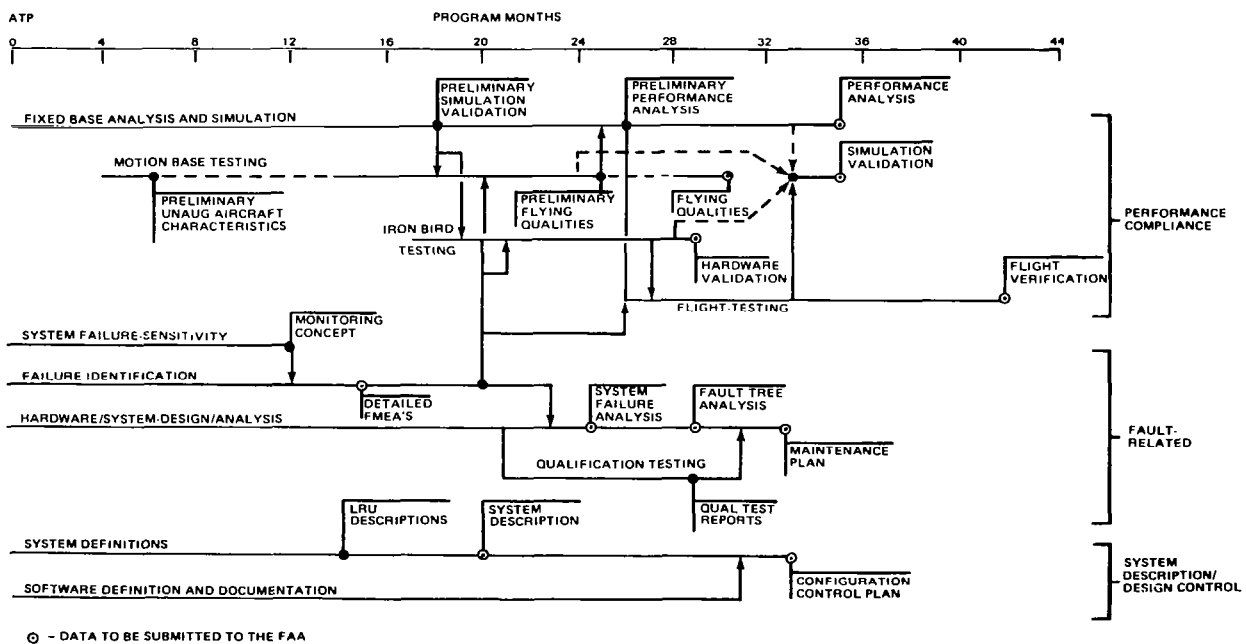 ATP
PROGRAM MONTHS
0 4 8 12 20 24 28 32 40 44
PRELIMINARY
SIMULATION
VALIDATION
PRELIMINARY
PERFORMANCE
ANALYSIS
PERFORMANCE
ANALYSIS
FIXED BASE ANALYSIS AND SIMULATION
MOTION BASE TESTING
SIMULATION
VALIDATION
PRELIMINARY
UNAUG AIRCRAFT
CHARACTERISTICS
PRELIMINARY
FLYING
QUALITIES
FLYING
QUALITIES
IRON BIRD
TESTING
HARDWARE
VALIDATION
FLIGHT
VERIFICATION
FLIGHT-TESTING
PERFORMANCE
COMPLIANCE
MONITORING
CONCEPT
SYSTEM FAILURE-SENSITIVITY
FAILURE IDENTIFICATION
DETAILED
FMEA'S
SYSTEM
FAILURE
ANALYSIS
FAULT TREE
ANALYSIS
HARDWARE/SYSTEM-DESIGN/ANALYSIS
MAINTENANCE
PLAN
QUALIFICATION TESTING
QUAL TEST
REPORTS
FAULT-
RELATED
LRU
DESCRIPTIONS
SYSTEM
DESCRIPTION
SYSTEM DEFINITIONS
CONFIGURATION
CONTROL PLAN
SOFTWARE DEFINITION AND DOCUMENTATION
SYSTEM
DESCRIPTION/
DESIGN CONTROL
⊙ - DATA TO BE SUBMITTED TO THE FAA